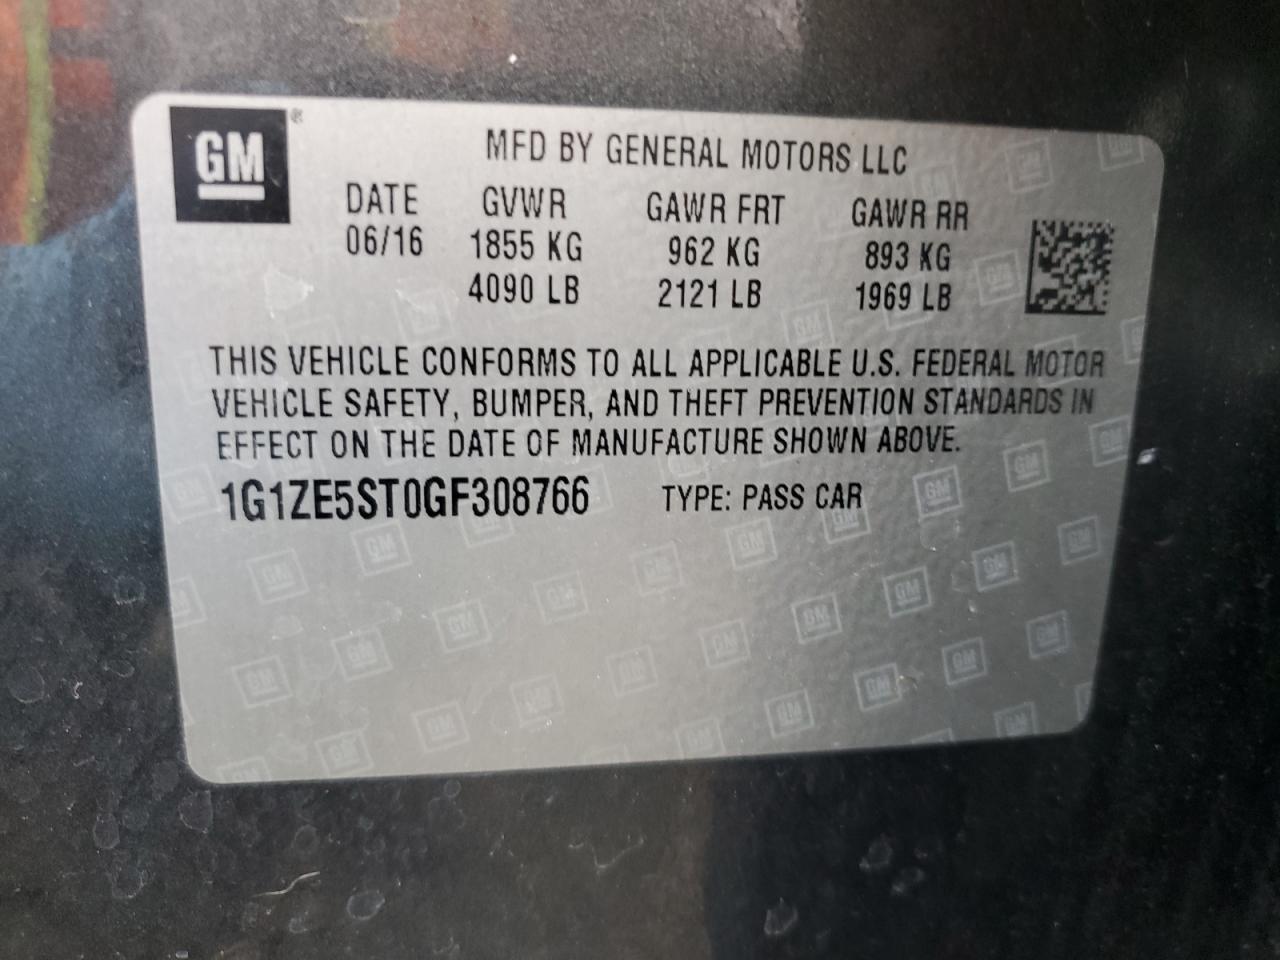 GM ® MFD BY GENERAL MOTORS LLC
DATE GVWR GAWR FRT GAWR RR
06/16 1855 KG 962 KG 893 KG
4090 LB 2121 LB 1969 LB
THIS VEHICLE CONFORMS TO ALL APPLICABLE U.S. FEDERAL MOTOR
VEHICLE SAFETY, BUMPER, AND THEFT PREVENTION STANDARDS IN
EFFECT ON THE DATE OF MANUFACTURE SHOWN ABOVE.
1G1ZE5ST0GF308766 TYPE: PASS CAR